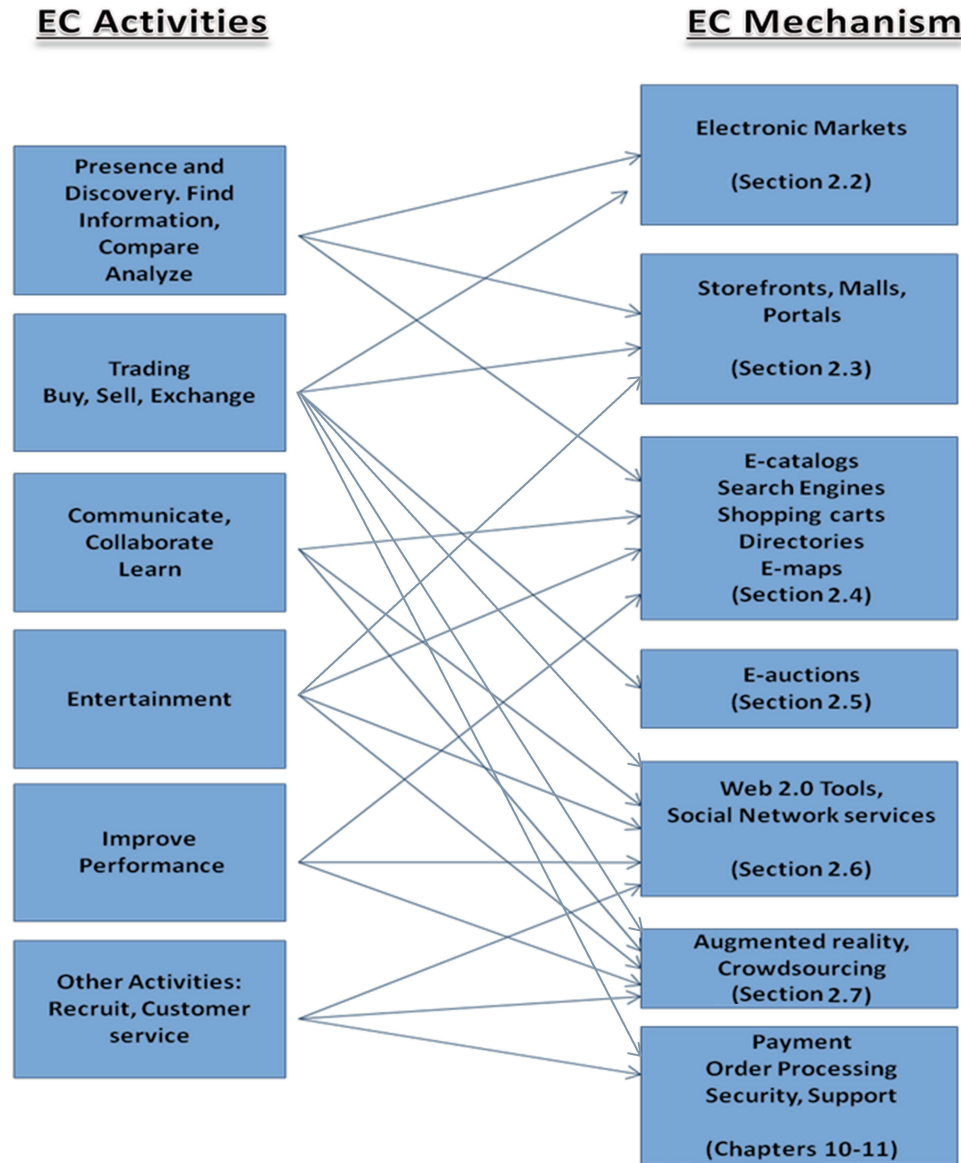 EC Activities
EC Mechanism
Presence and
Discovery. Find
Information,
Compare
Analyze
Trading
Buy, Sell, Exchange
Communicate,
Collaborate
Learn
Entertainment
Improve
Performance
Other Activities:
Recruit, Customer
service
Electronic Markets
(Section 2.2)
Storefronts, Malls,
Portals
(Section 2.3)
E-catalogs
Search Engines
Shopping carts
Directories
E-maps
(Section 2.4)
E-auctions
(Section 2.5)
Web 2.0 Tools,
Social Network services
(Section 2.6)
Augmented reality,
Crowdsourcing
(Section 2.7)
Payment
Order Processing
Security, Support
(Chapters 10-11)